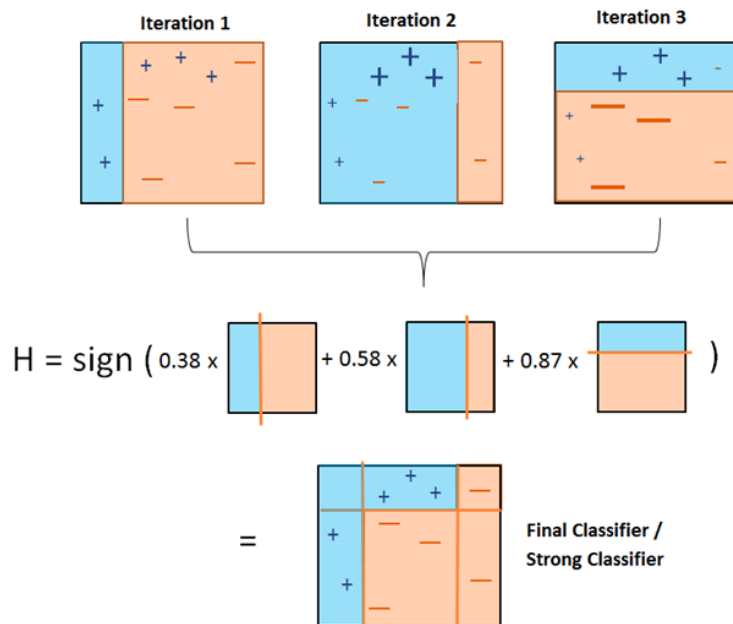 Iteration 1
Iteration 2
Iteration 3
H = sign ( 0.38 x + 0.58 x + 0.87 x )
=
Final Classifier /
Strong Classifier